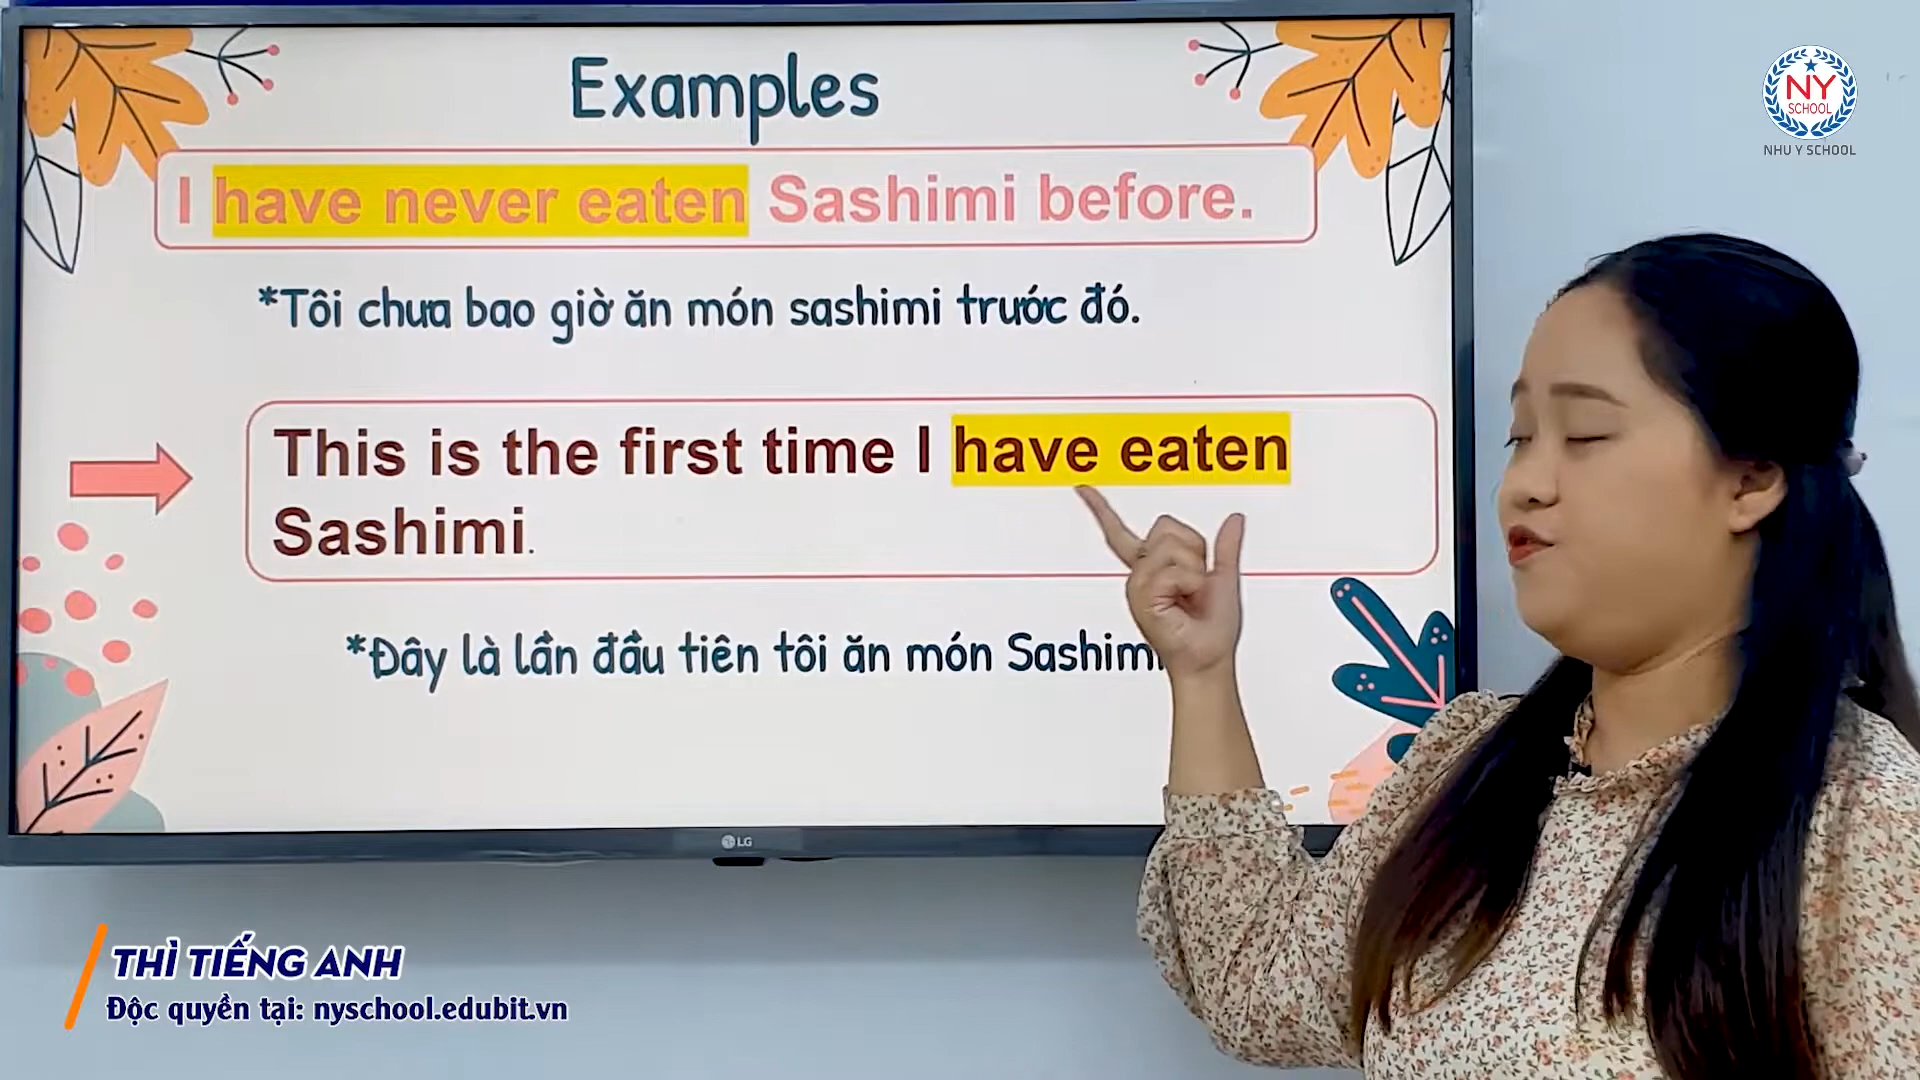 Examples
I have never eaten Sashimi before.
*Tôi chưa bao giờ ăn món sashimi trước đó.
This is the first time I have eaten
Sashimi.
*Đây là lần đầu tiên tôi ăn món Sashimi
LG
NY
SCHOOL
NHU Y SCHOOL
THÌ TIẾNG ANH
Độc quyền tại: nyschool.edubit.vn